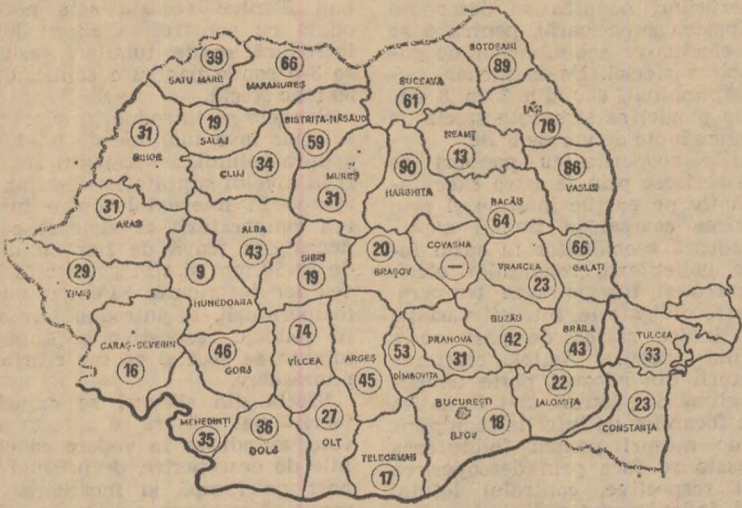 39
SATU MARE
66
MARAMUREȘ
SUCEAVA
61
BOTOȘANI
89
IAȘI
76
31
BIHOR
19
SĂLAJ
BISTRIȚA-NĂSĂUD
59
34
CLUJ
MUREȘ
31
90
HARGHITA
NEAMȚ
13
86
VASLUI
31
ARAD
ALBA
43
BACĂU
64
29
TIMIȘ
9
HUNEDOARA
SIBIU
19
20
BRAȘOV
COVASNA
—
VRANCEA
23
66
GALAȚI
CARAȘ-SEVERIN
16
46
GORJ
74
VÎLCEA
ARGEȘ
45
53
DÎMBOVIȚA
PRAHOVA
31
BUZĂU
42
BRĂILA
43
TULCEA
33
MEHEDINȚI
35
36
DOLJ
27
OLT
TELEORMAN
17
BUCUREȘTI
ILFOV
18
22
IALOMIȚA
23
CONSTANȚA